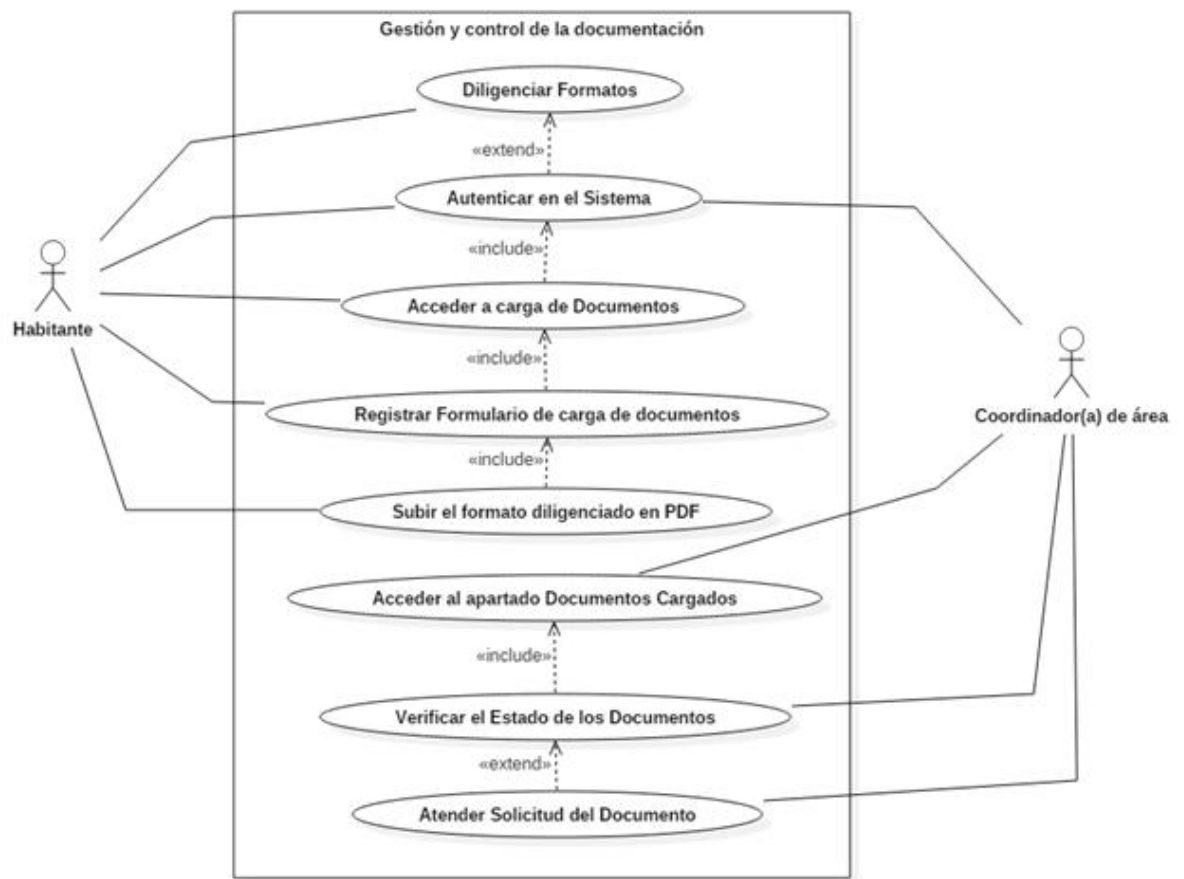 Gestión y control de la documentación
Diligenciar Formatos
«extend»
Autenticar en el Sistema
«include»
Acceder a carga de Documentos
Habitante
«include»
Registrar Formulario de carga de documentos
Coordinador(a) de área
«include»
Subir el formato diligenciado en PDF
Acceder al apartado Documentos Cargados
«include»
Verificar el Estado de los Documentos
«extend»
Atender Solicitud del Documento